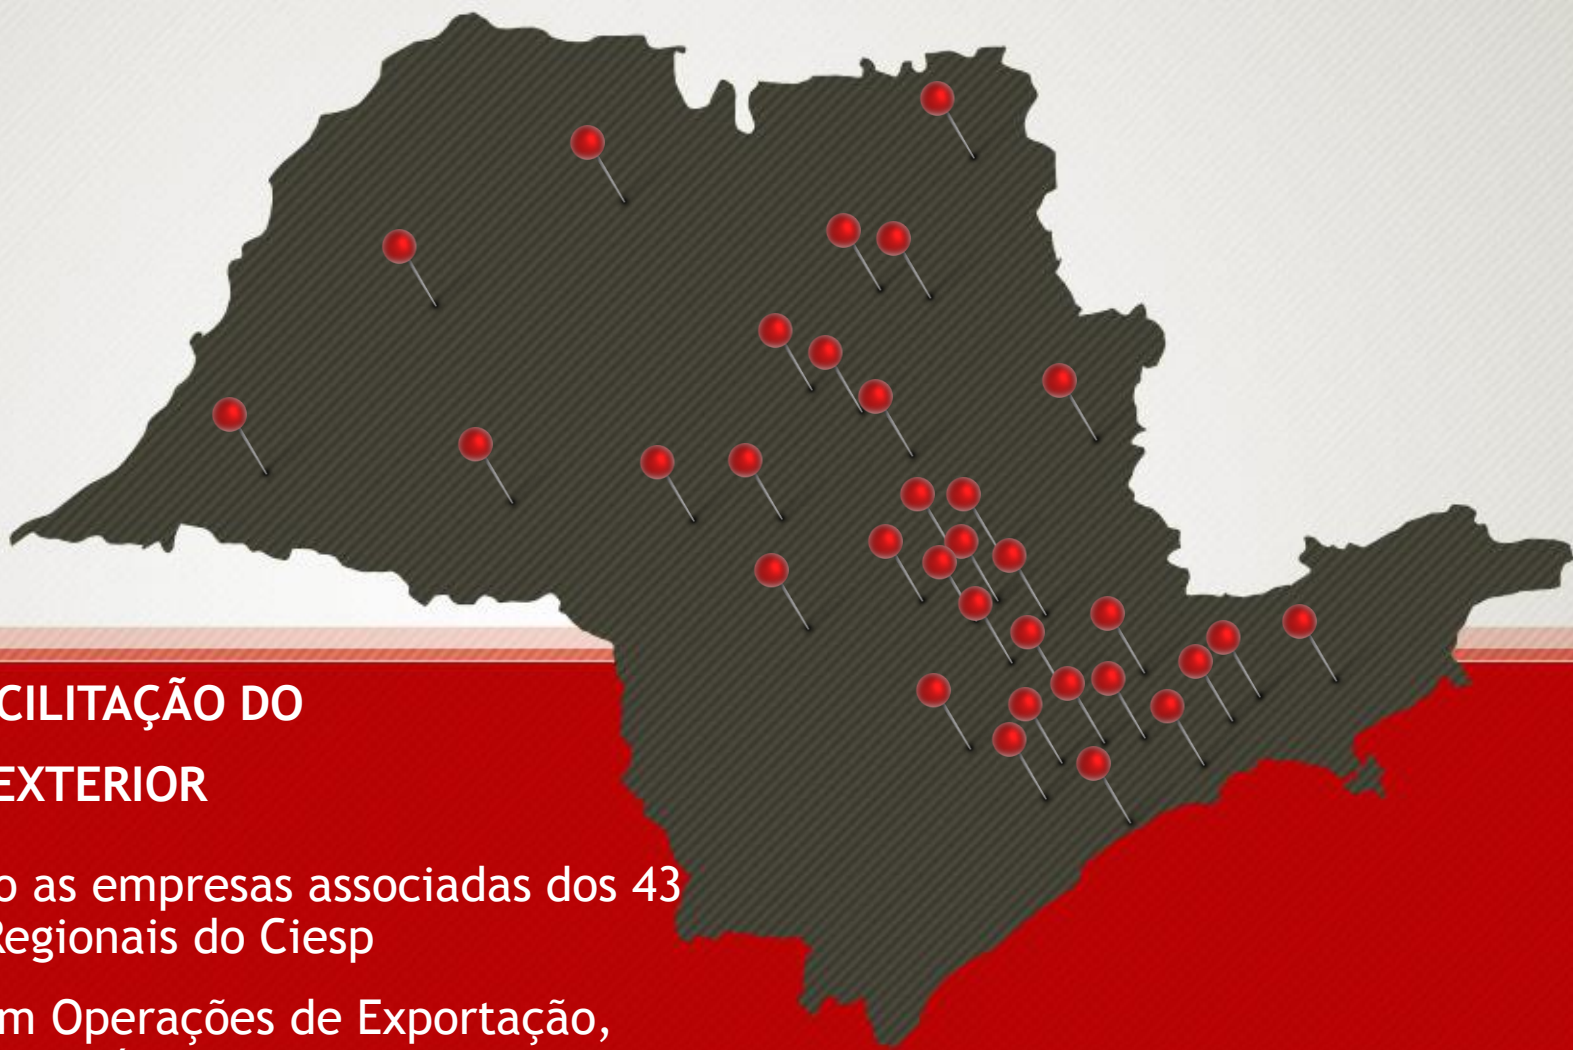 CILITAÇÃO DO
EXTERIOR
o as empresas associadas dos 43
Regionais do Ciesp
m Operações de Exportação,